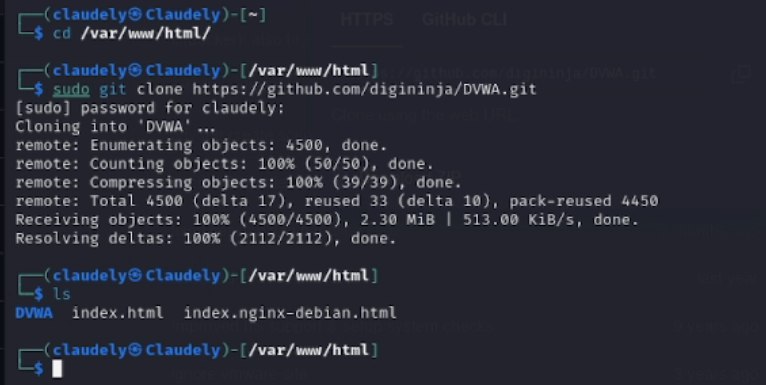 HTTPS GitHub CLI
┌──(claudely㉿Claudely)-[~]
└─$ cd /var/www/html/
┌──(claudely㉿Claudely)-[/var/www/html]
└─$ sudo git clone https://github.com/digininja/DVWA.git
[sudo] password for claudely:
Cloning into 'DVWA'...
remote: Enumerating objects: 4500, done.
remote: Counting objects: 100% (50/50), done.
remote: Compressing objects: 100% (39/39), done.
remote: Total 4500 (delta 17), reused 33 (delta 10), pack-reused 4450
Receiving objects: 100% (4500/4500), 2.30 MiB | 513.00 KiB/s, done.
Resolving deltas: 100% (2112/2112), done.
┌──(claudely㉿Claudely)-[/var/www/html]
└─$ ls
DVWA index.html index.nginx-debian.html
┌──(claudely㉿Claudely)-[/var/www/html]
└─$